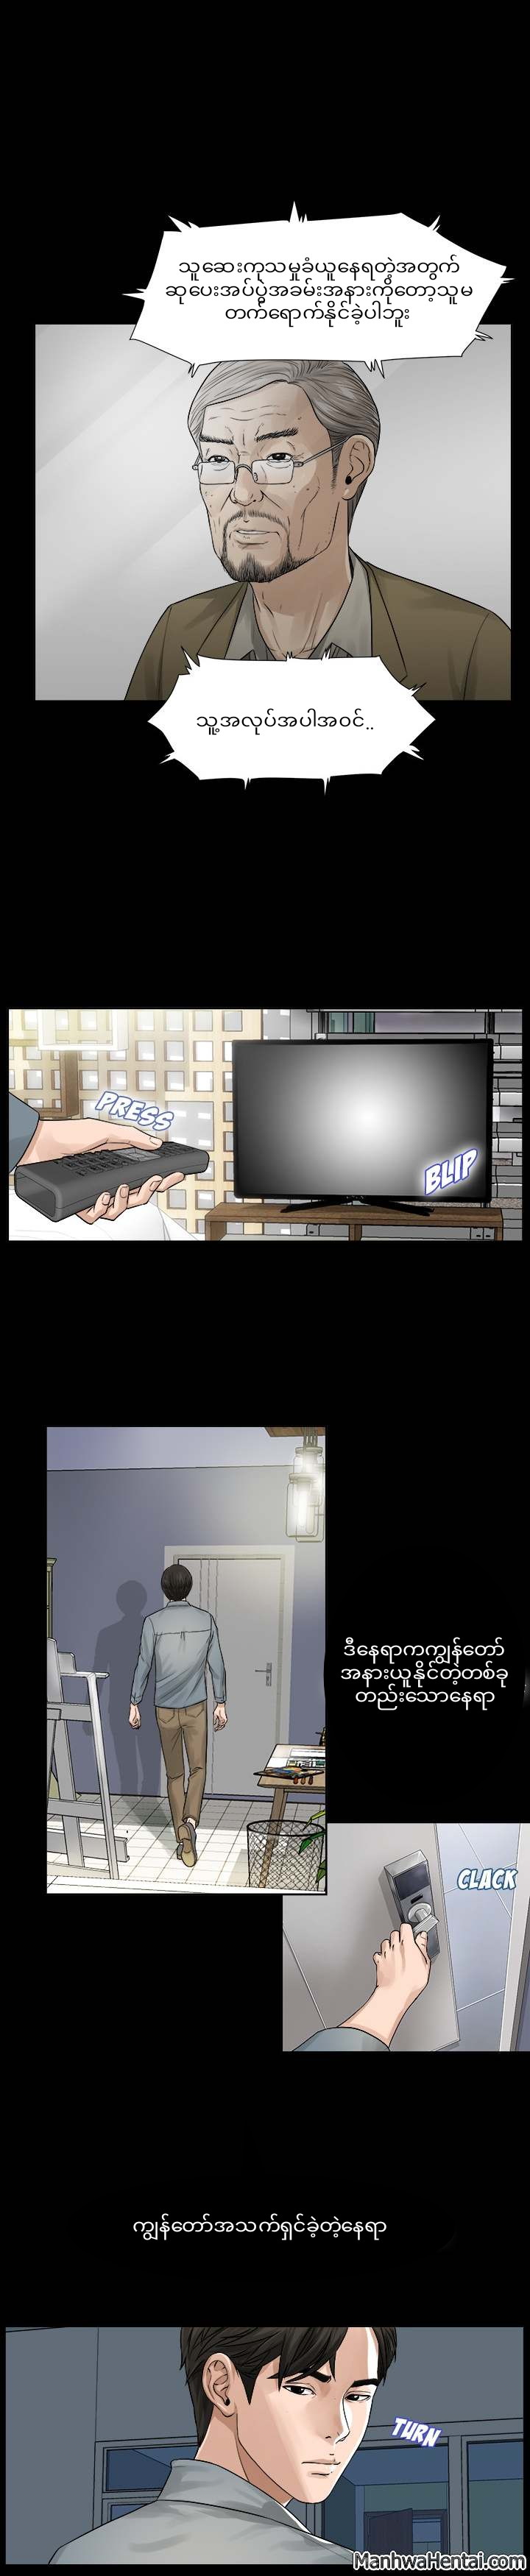 သူဆေးကုသမှုခံယူနေရတဲ့အတွက်
ဆုပေးအပ်ပွဲအခမ်းအနားကိုတော့သူမ
တက်ရောက်နိုင်ခဲ့ပါဘူး
သူ့အလုပ်အပါအဝင်..
PRESS
BLIP
ဒီနေရာကကျွန်တော်
အနားယူနိုင်တဲ့တစ်ခု
တည်းသောနေရာ
CLACK
ကျွန်တော်အသက်ရှင်ခဲ့တဲ့နေရာ
TURN
ManhwaHentai.com